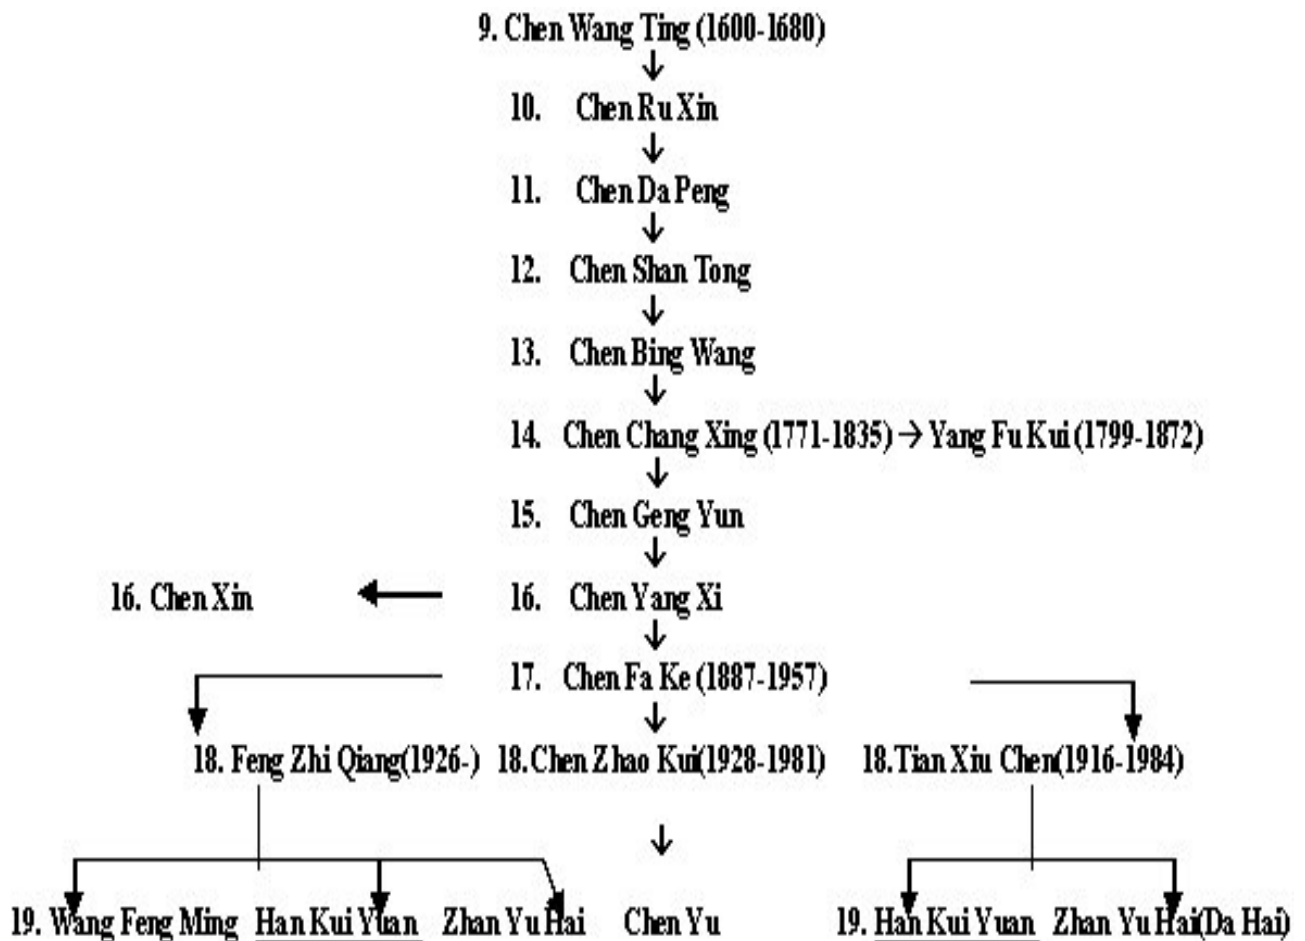 9. Chen Wang Ting (1600-1680)
10. Chen Ru Xin
11. Chen Da Peng
12. Chen Shan Tong
13. Chen Bing Wang
14. Chen Chang Xing (1771-1835) → Yang Fu Kui (1799-1872)
15. Chen Geng Yun
16. Chen Xin 16. Chen Yang Xi
17. Chen Fa Ke (1887-1957)
18. Feng Zhi Qiang(1926-) 18.Chen Zhao Kui(1928-1981) 18.Tian Xiu Chen(1916-1984)
19. Wang Feng Ming Han Kui Yuan Zhan Yu Hai Chen Yu 19. Han Kui Yuan Zhan Yu Hai(Da Hai)